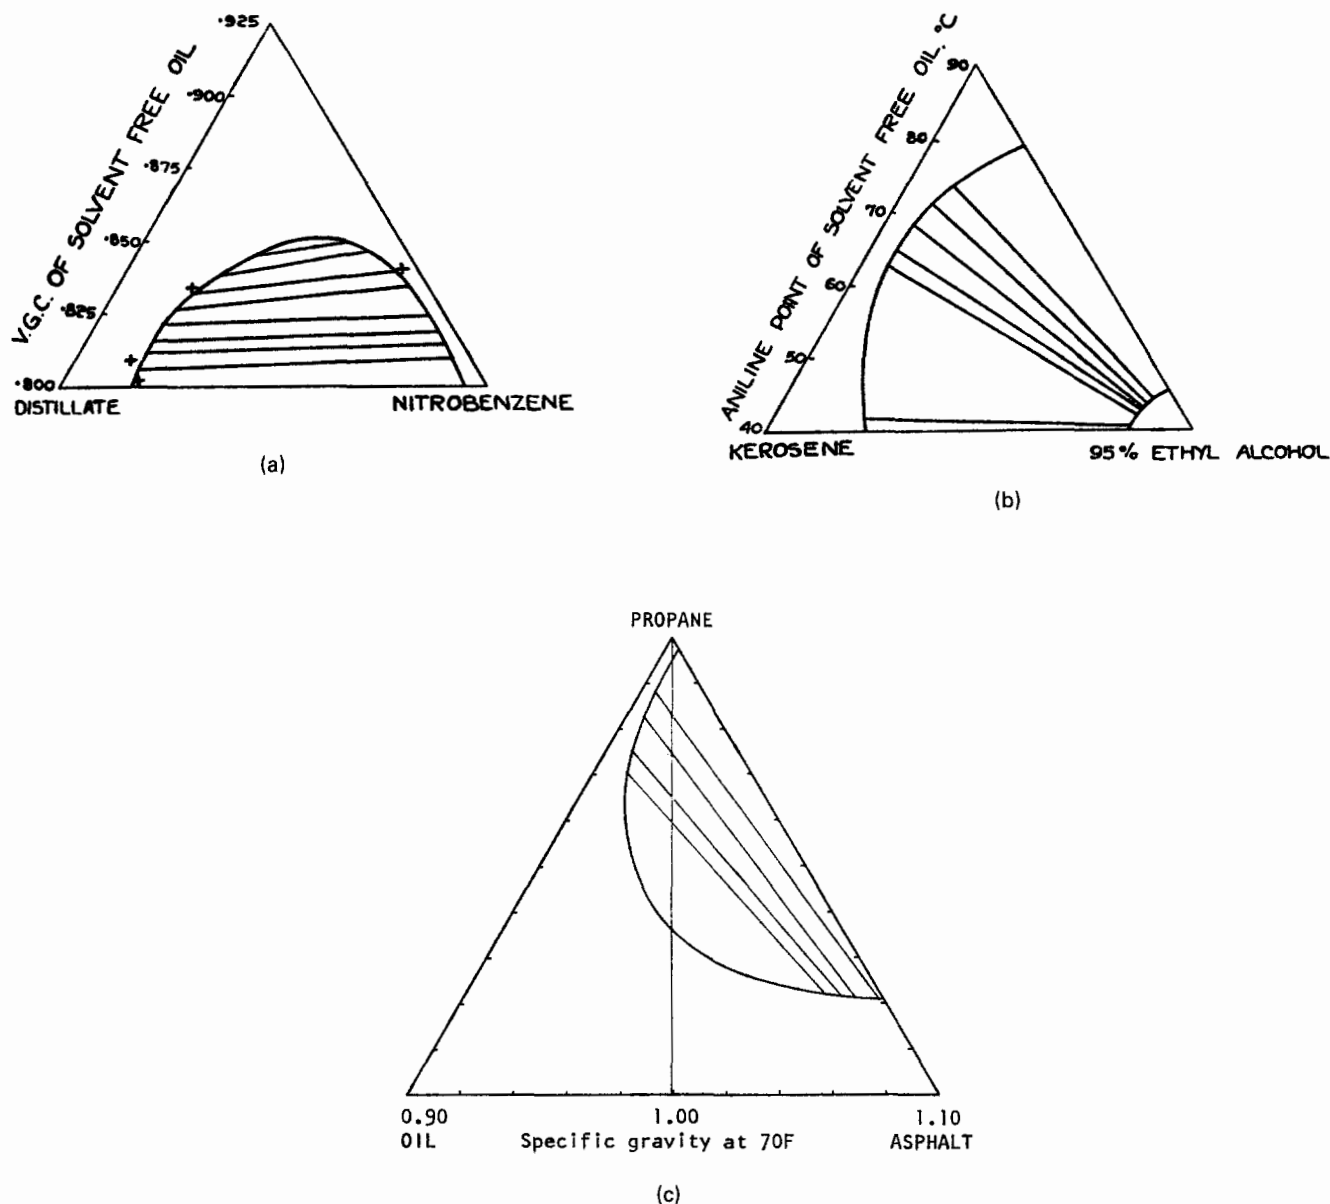 .925
.900
.875
.850
.825
.800
V.G.C. OF SOLVENT FREE OIL
DISTILLATE
NITROBENZENE
(a)
90
80
70
60
50
40
ANILINE POINT OF SOLVENT FREE OIL, °C
KEROSENE
95% ETHYL ALCOHOL
(b)
PROPANE
0.90 1.00 1.10
OIL Specific gravity at 70F ASPHALT
(c)